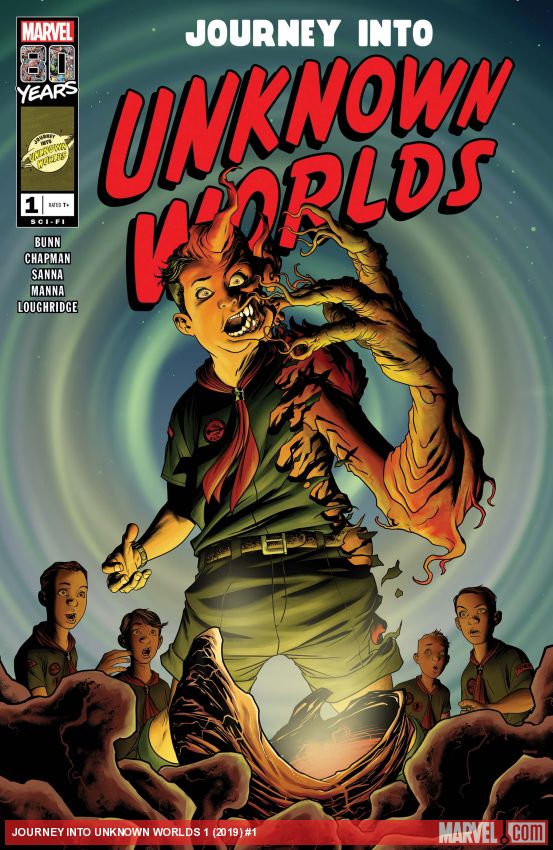 MARVEL
80
YEARS
JOURNEY
INTO
UNKNOWN
WORLDS
1
RATED T+
SCI-FI
BUNN
CHAPMAN
SANNA
MANNA
LOUGHRIDGE
JOURNEY INTO
UNKNOWN
WORLDS
JOURNEY INTO UNKNOWN WORLDS 1 (2019) #1
MARVEL.com